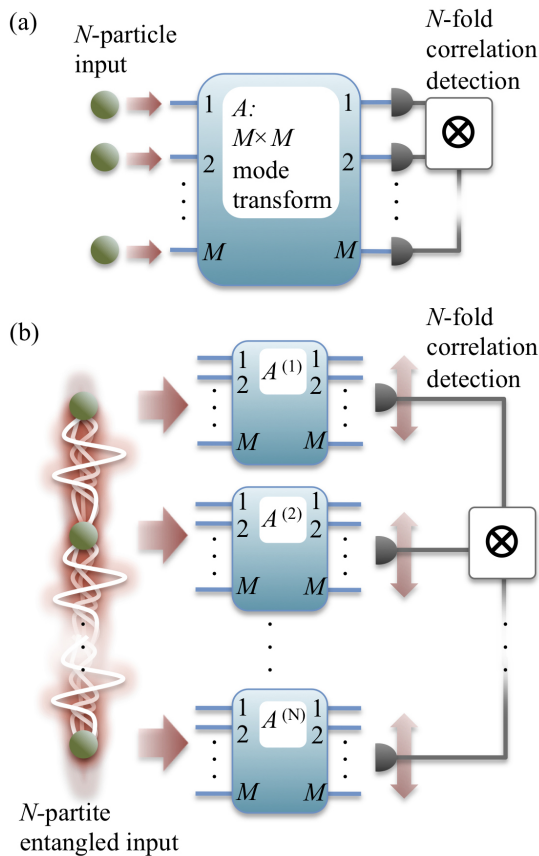 (a)
N-particle
input
N-fold
correlation
detection
1
2
M
A:
M×M
mode
transform
1
2
M
⊗
(b)
N-fold
correlation
detection
1
2
M
A(1)
1
2
M
1
2
M
A(2)
1
2
M
⊗
1
2
M
A(N)
1
2
M
N-partite
entangled input